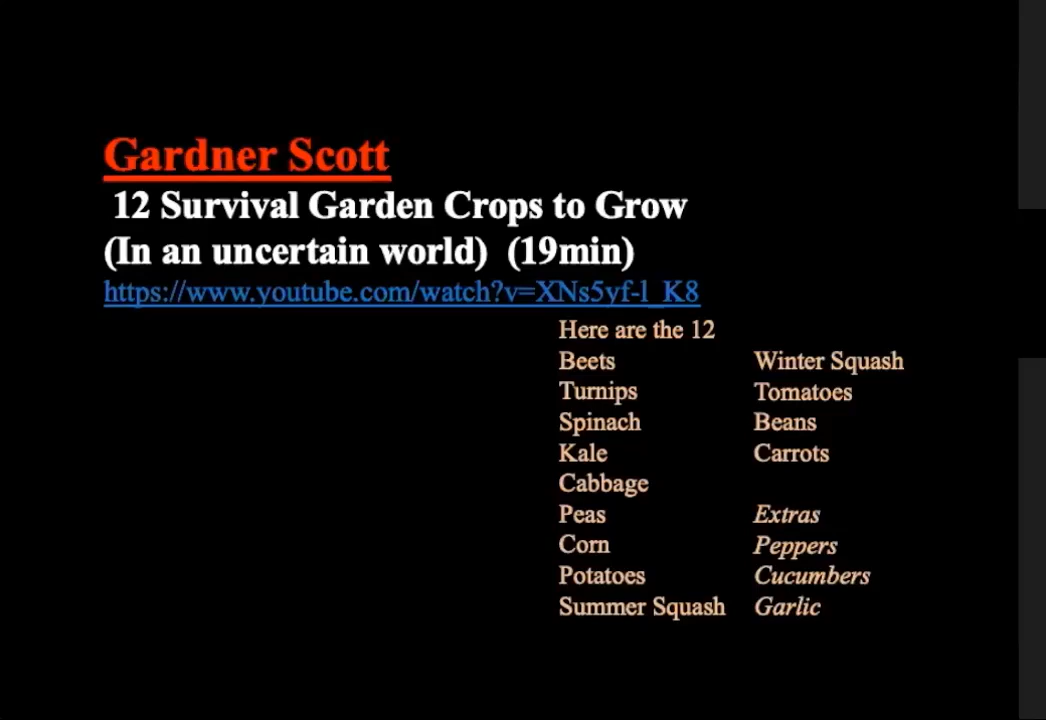 Gardner Scott
12 Survival Garden Crops to Grow
(In an uncertain world) (19min)
https://www.youtube.com/watch?v=XNs5yf-l_K8
Here are the 12
Beets
Turnips
Spinach
Kale
Cabbage
Peas
Corn
Potatoes
Summer Squash
Winter Squash
Tomatoes
Beans
Carrots
Extras
Peppers
Cucumbers
Garlic